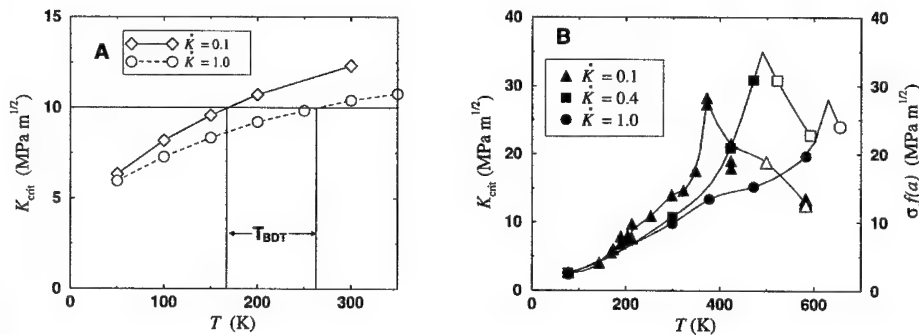 A
K̇ = 0.1
K̇ = 1.0
15
10
5
0
K_crit (MPa m^1/2)
T_BDT
0 100 200 300
T (K)
B
K̇ = 0.1
K̇ = 0.4
K̇ = 1.0
40
30
20
10
0
K_crit (MPa m^1/2)
40
30
20
10
0
σ f(a) (MPa m^1/2)
0 200 400 600
T (K)